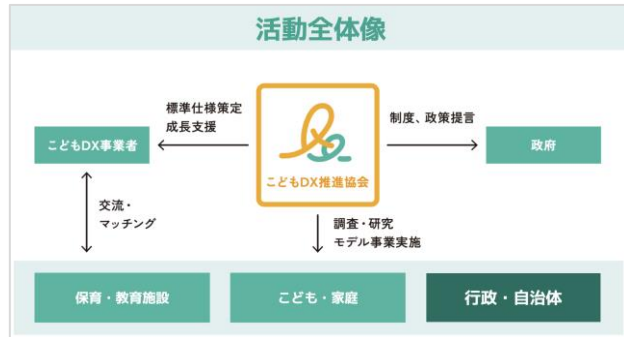 活動全体像
標準仕様策定
成長支援
制度、政策提言
こどもDX事業者
こどもDX推進協会
政府
交流・
マッチング
調査・研究
モデル事業実施
保育・教育施設
こども・家庭
行政・自治体